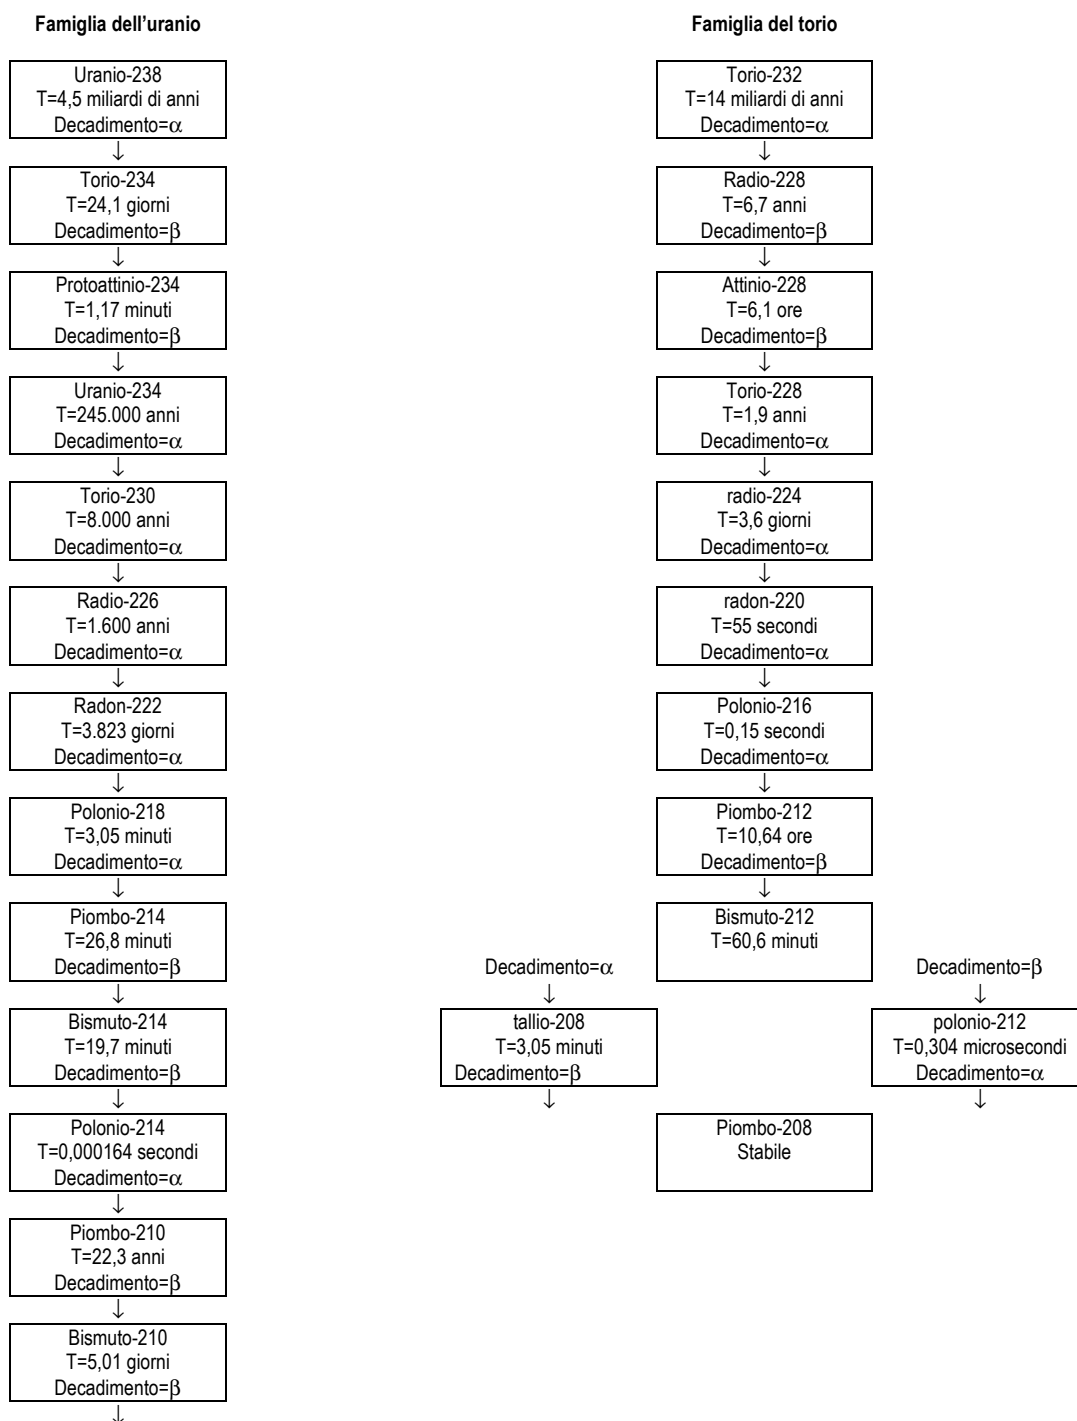 Famiglia dell'uranio
Uranio-238
T=4,5 miliardi di anni
Decadimento=α
↓
Torio-234
T=24,1 giorni
Decadimento=β
↓
Protoattinio-234
T=1,17 minuti
Decadimento=β
↓
Uranio-234
T=245.000 anni
Decadimento=α
↓
Torio-230
T=8.000 anni
Decadimento=α
↓
Radio-226
T=1.600 anni
Decadimento=α
↓
Radon-222
T=3.823 giorni
Decadimento=α
↓
Polonio-218
T=3,05 minuti
Decadimento=α
↓
Piombo-214
T=26,8 minuti
Decadimento=β
↓
Bismuto-214
T=19,7 minuti
Decadimento=β
↓
Polonio-214
T=0,000164 secondi
Decadimento=α
↓
Piombo-210
T=22,3 anni
Decadimento=β
↓
Bismuto-210
T=5,01 giorni
Decadimento=β
↓
Famiglia del torio
Torio-232
T=14 miliardi di anni
Decadimento=α
↓
Radio-228
T=6,7 anni
Decadimento=β
↓
Attinio-228
T=6,1 ore
Decadimento=β
↓
Torio-228
T=1,9 anni
Decadimento=α
↓
radio-224
T=3,6 giorni
Decadimento=α
↓
radon-220
T=55 secondi
Decadimento=α
↓
Polonio-216
T=0,15 secondi
Decadimento=α
↓
Piombo-212
T=10,64 ore
Decadimento=β
↓
Bismuto-212
T=60,6 minuti
Decadimento=α
↓
tallio-208
T=3,05 minuti
Decadimento=β
↓
Decadimento=β
↓
polonio-212
T=0,304 microsecondi
Decadimento=α
↓
Piombo-208
Stabile